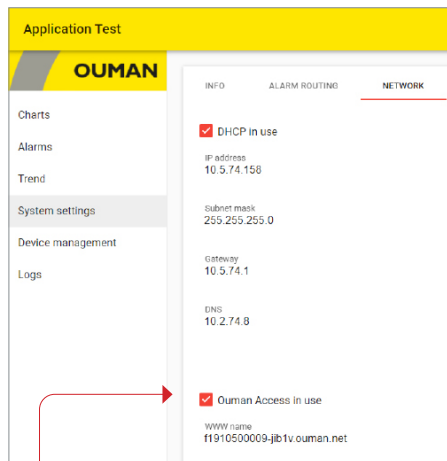 Application Test
OUMAN
INFO ALARM ROUTING NETWORK
Charts
Alarms
Trend
System settings
Device management
Logs
DHCP in use
IP address
10.5.74.158
Subnet mask
255.255.255.0
Gateway
10.5.74.1
DNS
10.2.74.8
Ouman Access in use
WWW name
f1910500009-jib1v.ouman.net